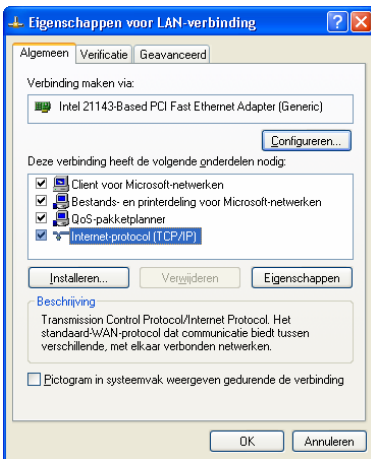 Eigenschappen voor LAN-verbinding
Algemeen Verificatie Geavanceerd
Verbinding maken via:
Intel 21143-Based PCI Fast Ethernet Adapter (Generic)
Configureren...
Deze verbinding heeft de volgende onderdelen nodig:
Client voor Microsoft-netwerken
Bestands- en printerdeling voor Microsoft-netwerken
QoS-pakketplanner
Internet-protocol (TCP/IP)
Installeren... Verwijderen Eigenschappen
Beschrijving
Transmission Control Protocol/Internet Protocol. Het
standaard-WAN-protocol dat communicatie biedt tussen
verschillende, met elkaar verbonden netwerken.
Pictogram in systeemvak weergeven gedurende de verbinding
OK Annuleren